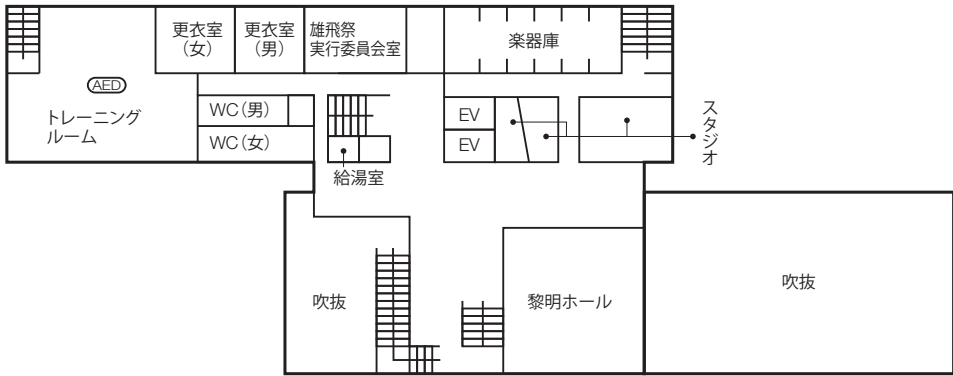 更衣室
（女）
更衣室
（男）
雄飛祭
実行委員会室
楽器庫
AED
トレーニング
ルーム
WC（男）
WC（女）
EV
EV
スタジオ
給湯室
吹抜
黎明ホール
吹抜